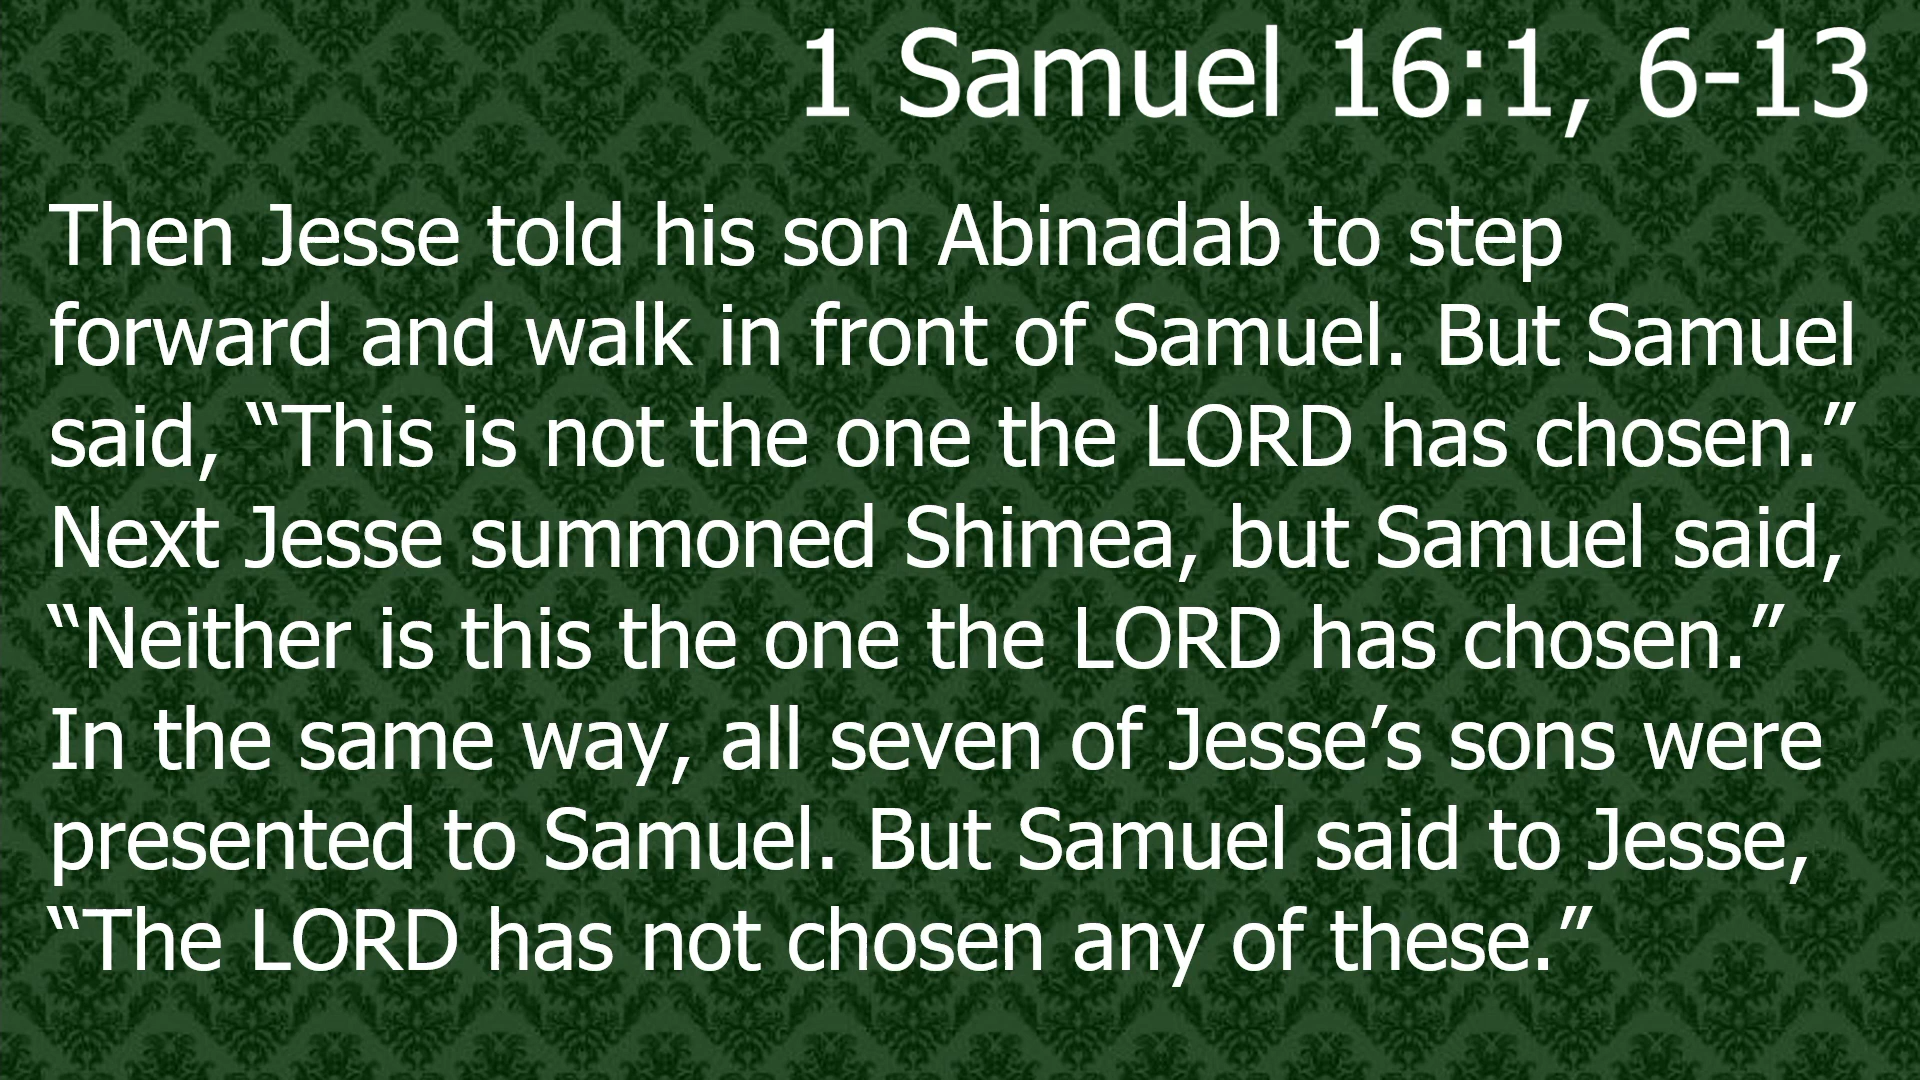 1 Samuel 16:1, 6-13
Then Jesse told his son Abinadab to step
forward and walk in front of Samuel. But Samuel
said, “This is not the one the LORD has chosen.”
Next Jesse summoned Shimea, but Samuel said,
“Neither is this the one the LORD has chosen.”
In the same way, all seven of Jesse’s sons were
presented to Samuel. But Samuel said to Jesse,
“The LORD has not chosen any of these.”